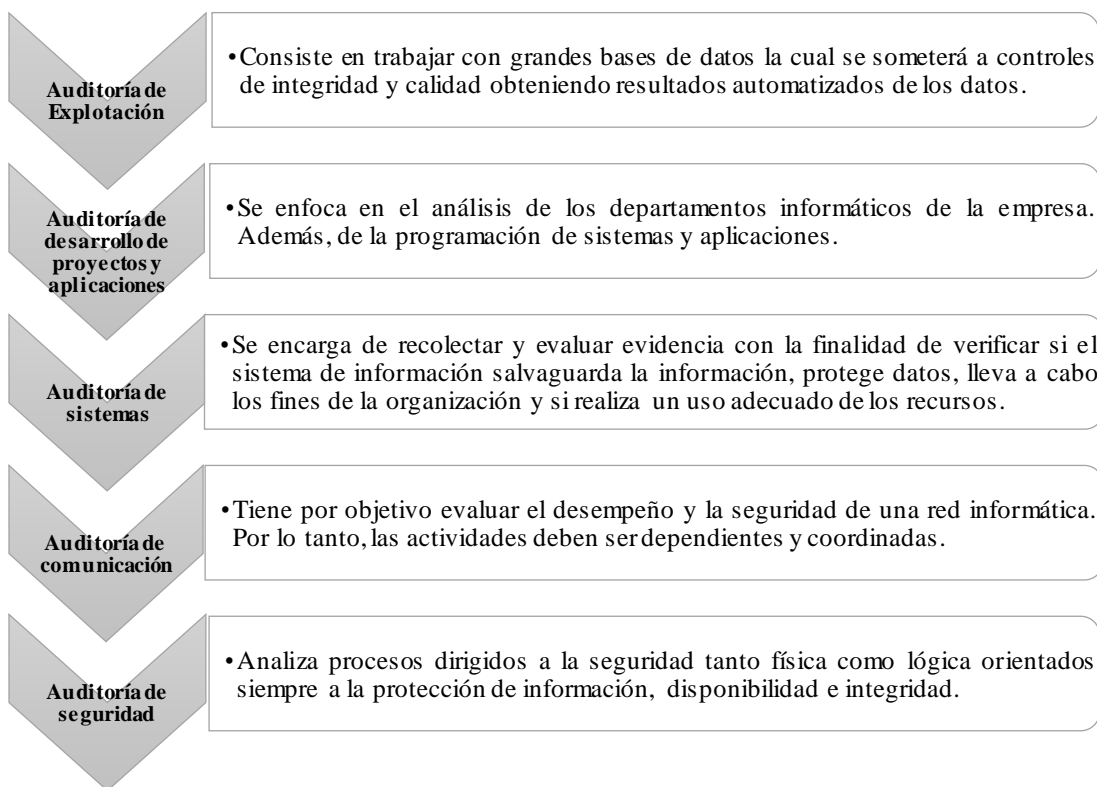 Auditoría de
Explotación
•Consiste en trabajar con grandes bases de datos la cual se someterá a controles
de integridad y calidad obteniendo resultados automatizados de los datos.
Auditoría de
desarrollo de
proyectos y
aplicaciones
•Se enfoca en el análisis de los departamentos informáticos de la empresa.
Además, de la programación de sistemas y aplicaciones.
Auditoría de
sistemas
•Se encarga de recolectar y evaluar evidencia con la finalidad de verificar si el
sistema de información salvaguarda la información, protege datos, lleva a cabo
los fines de la organización y si realiza un uso adecuado de los recursos.
Auditoría de
comunicación
•Tiene por objetivo evaluar el desempeño y la seguridad de una red informática.
Por lo tanto, las actividades deben ser dependientes y coordinadas.
Auditoría de
seguridad
•Analiza procesos dirigidos a la seguridad tanto física como lógica orientados
siempre a la protección de información, disponibilidad e integridad.